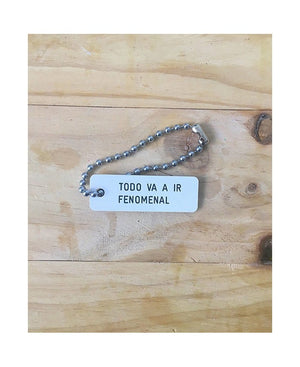 TODO VA A IR
FENOMENAL